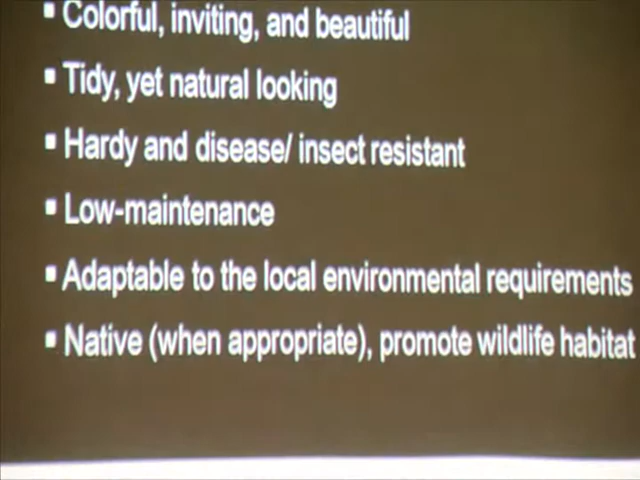 ▪ Colorful, inviting, and beautiful
▪ Tidy, yet natural looking
▪ Hardy and disease/ insect resistant
▪ Low-maintenance
▪ Adaptable to the local environmental requirements
▪ Native (when appropriate), promote wildlife habitat